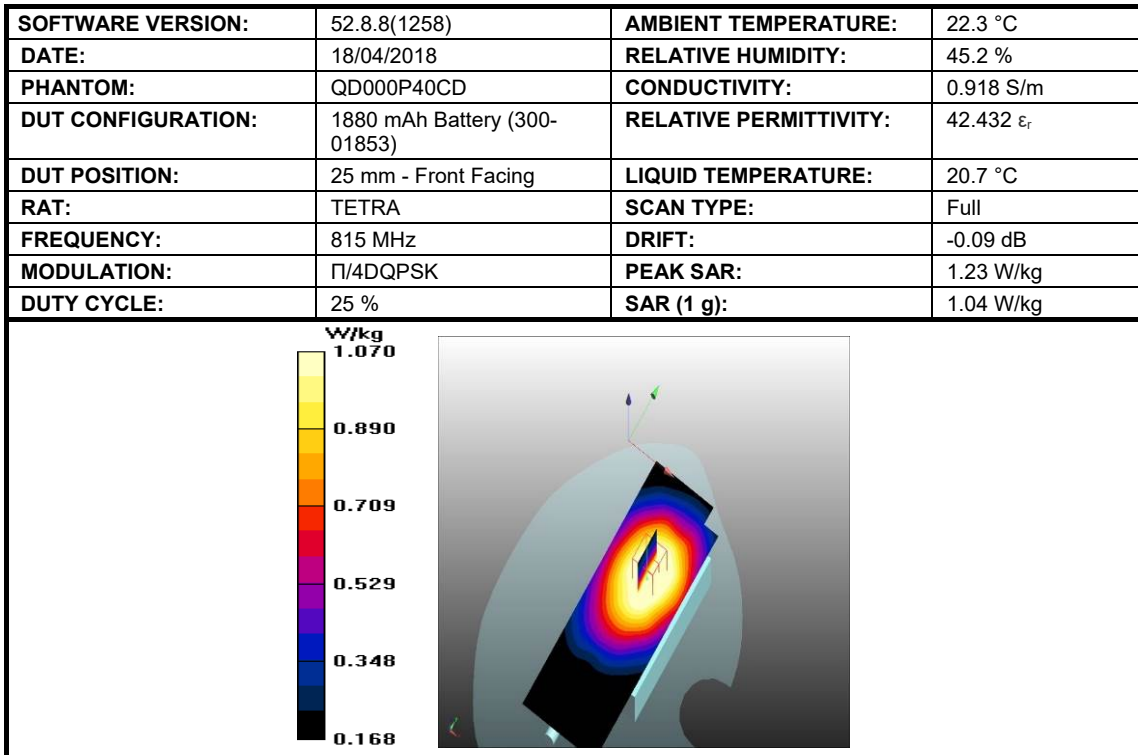 SOFTWARE VERSION: 52.8.8(1258) AMBIENT TEMPERATURE: 22.3 °C
DATE: 18/04/2018 RELATIVE HUMIDITY: 45.2 %
PHANTOM: QD000P40CD CONDUCTIVITY: 0.918 S/m
DUT CONFIGURATION: 1880 mAh Battery (300- RELATIVE PERMITTIVITY: 42.432 εr
01853)
DUT POSITION: 25 mm - Front Facing LIQUID TEMPERATURE: 20.7 °C
RAT: TETRA SCAN TYPE: Full
FREQUENCY: 815 MHz DRIFT: -0.09 dB
MODULATION: Π/4DQPSK PEAK SAR: 1.23 W/kg
DUTY CYCLE: 25 % SAR (1 g): 1.04 W/kg
W/kg
1.070
0.890
0.709
0.529
0.348
0.168